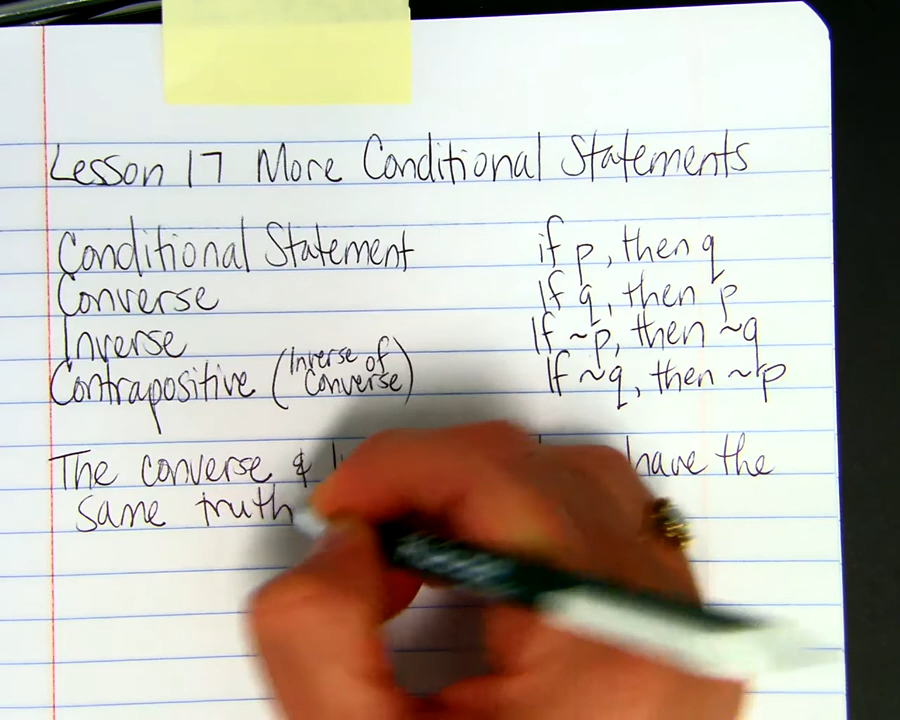 Lesson 17 More Conditional Statements
Conditional Statement if p, then q
Converse If q, then p
Inverse If ~p, then ~q
Contrapositive (Inverse of Converse) If ~q, then ~p
The converse & have the
same truth